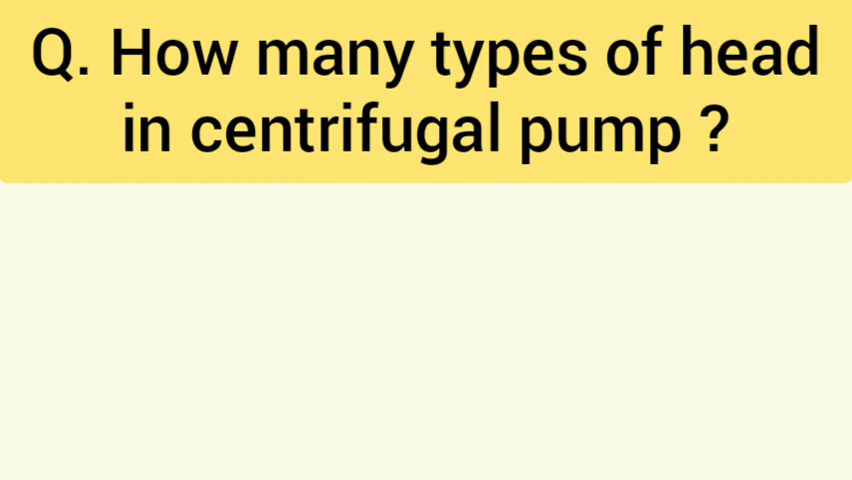 Q. How many types of head
in centrifugal pump ?